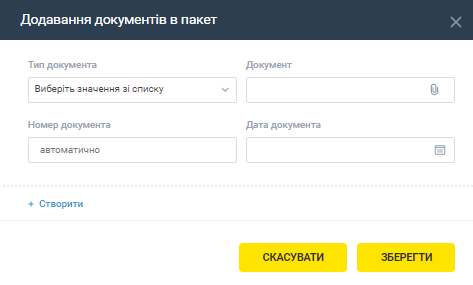 Додавання документів в пакет
Тип документа
Документ
Виберіть значення зі списку
Номер документа
Дата документа
автоматично
+ Створити
СКАСУВАТИ
ЗБЕРЕГТИ